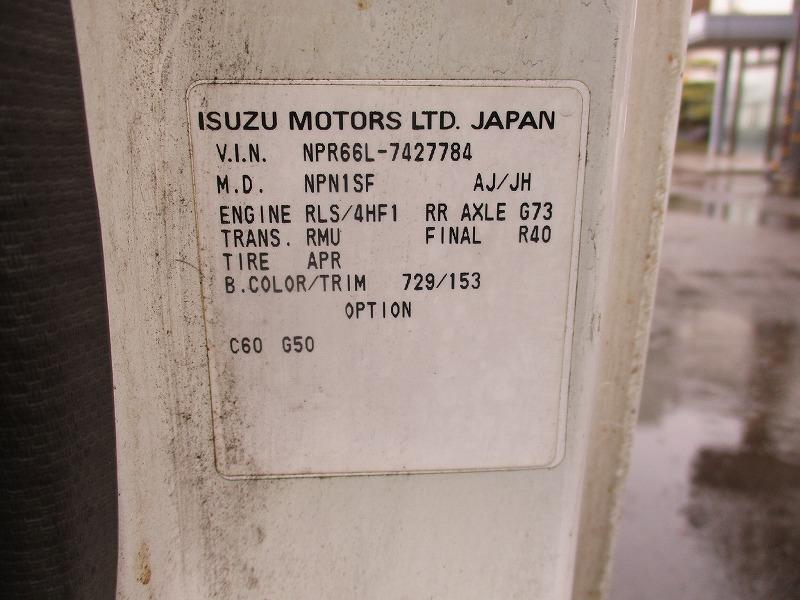 ISUZU MOTORS LTD. JAPAN
V.I.N. NPR66L-7427784
M.D. NPN1SF AJ/JH
ENGINE RLS/4HF1 RR AXLE G73
TRANS. RMU FINAL R40
TIRE APR
B.COLOR/TRIM 729/153
OPTION
C60 G50